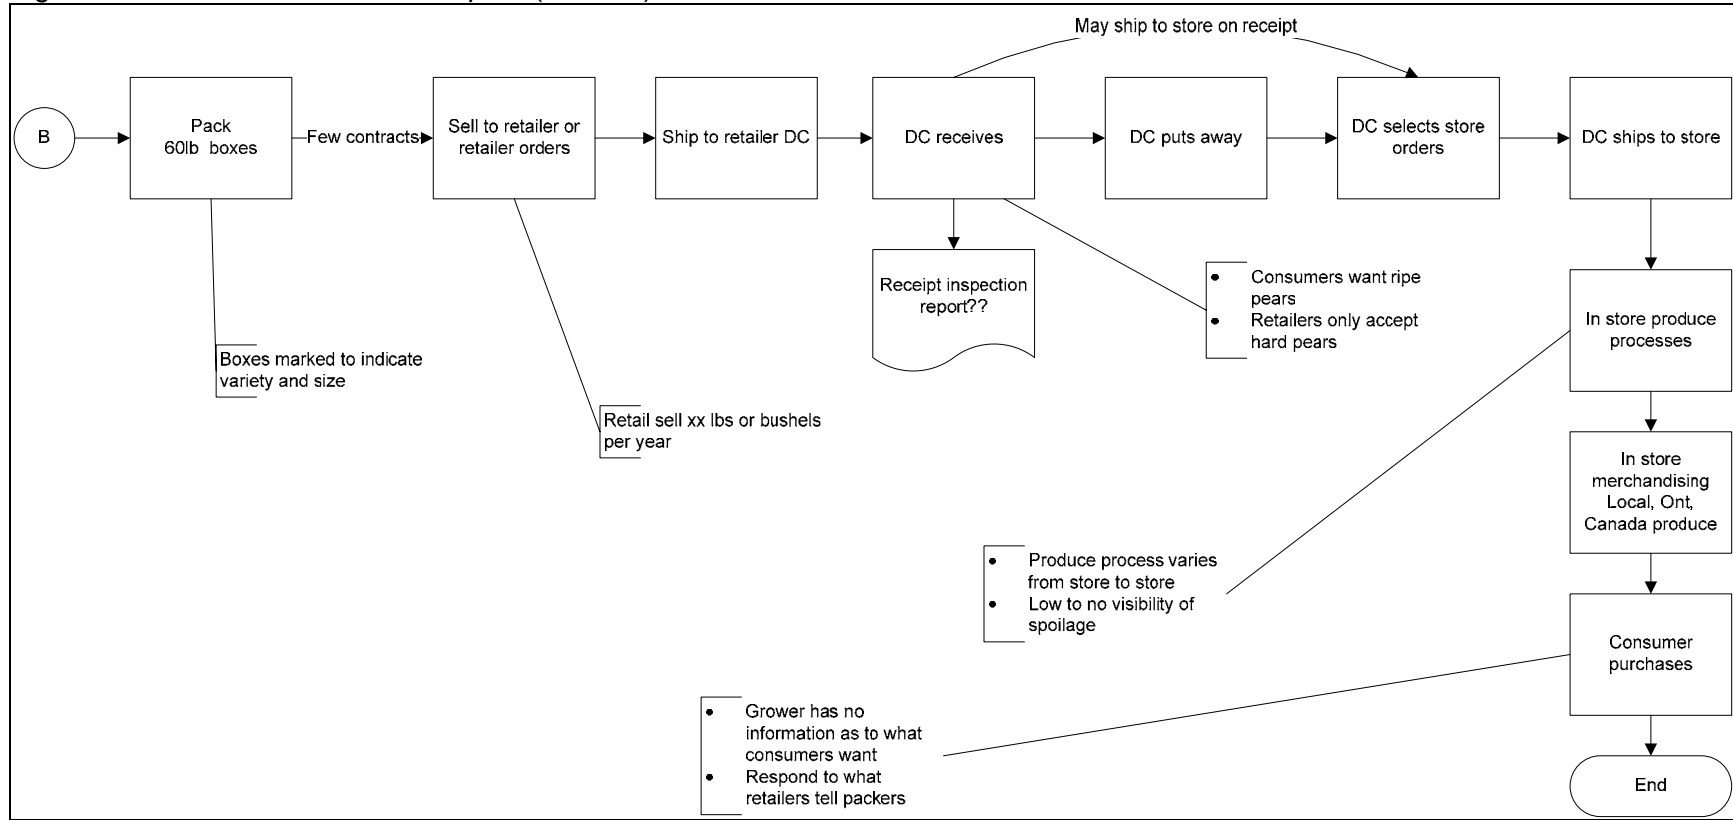 May ship to store on receipt
B
Pack
60lb boxes
Few contracts
Sell to retailer or
retailer orders
Ship to retailer DC
DC receives
DC puts away
DC selects store
orders
DC ships to store
Receipt inspection
report??
• Consumers want ripe
pears
• Retailers only accept
hard pears
In store produce
processes
Boxes marked to indicate
variety and size
Retail sell xx lbs or bushels
per year
In store
merchandising
Local, Ont,
Canada produce
• Produce process varies
from store to store
• Low to no visibility of
spoilage
Consumer
purchases
• Grower has no
information as to what
consumers want
• Respond to what
retailers tell packers
End